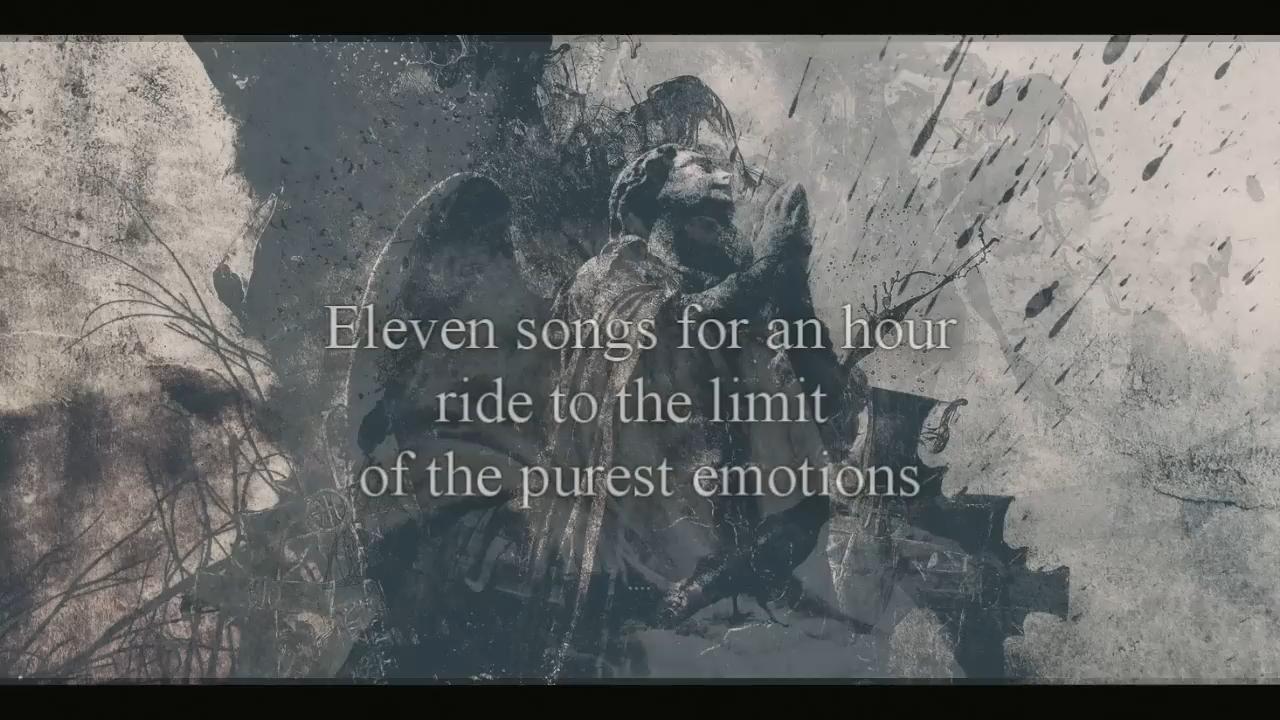 Eleven songs for an hour
ride to the limit
of the purest emotions